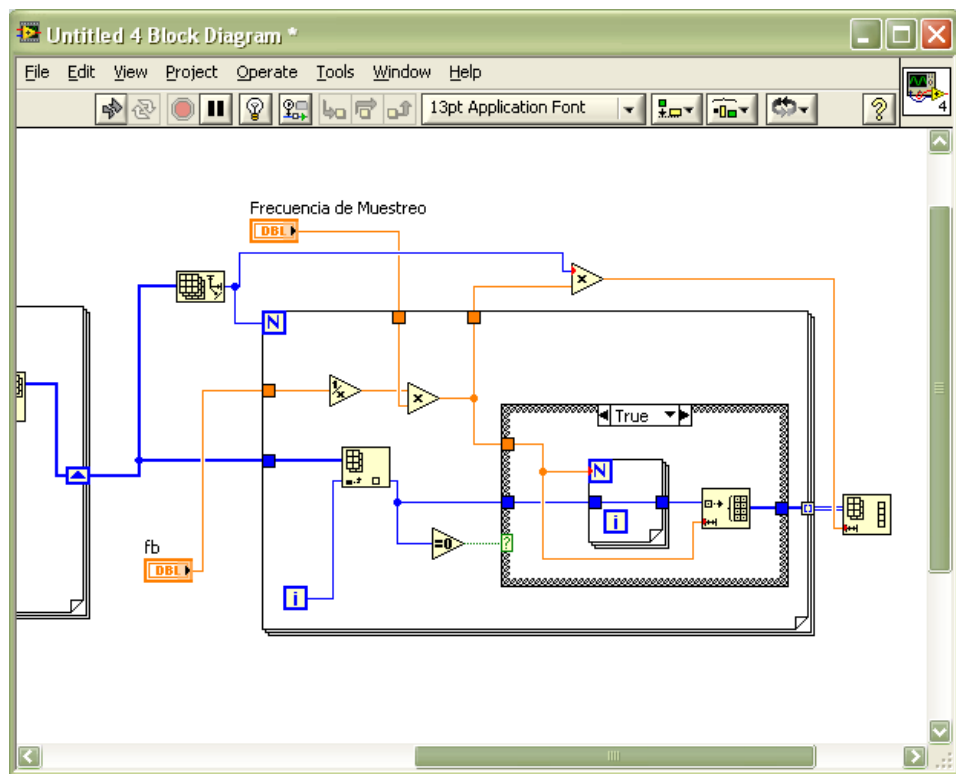 Untitled 4 Block Diagram *
File Edit View Project Operate Tools Window Help
13pt Application Font
4
Frecuencia de Muestreo
DBL
x
N
1/x
x
True
N
i
=0
?
fb
DBL
i